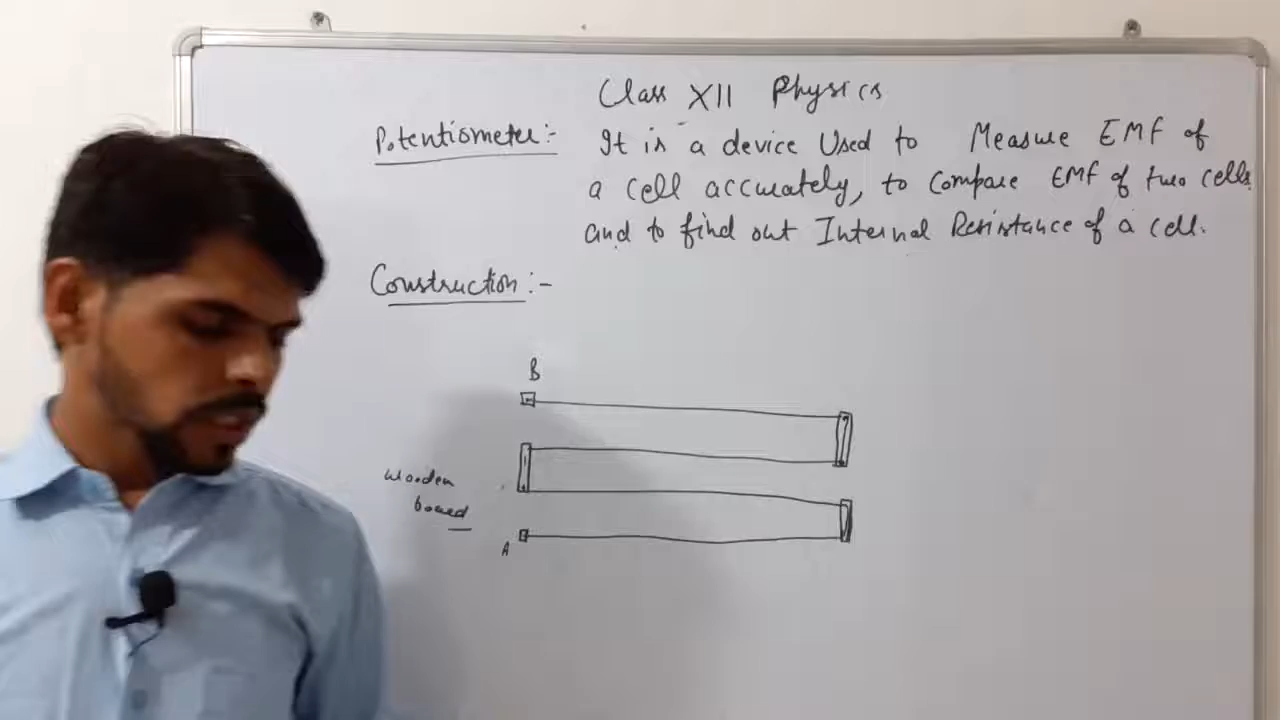 Class XII Physics
Potentiometer:- It is a device Used to Measure EMF of
a cell accurately, to Compare EMF of two cells
and to find out Internal Resistance of a cell.
Construction:-
B
Wooden
board
A